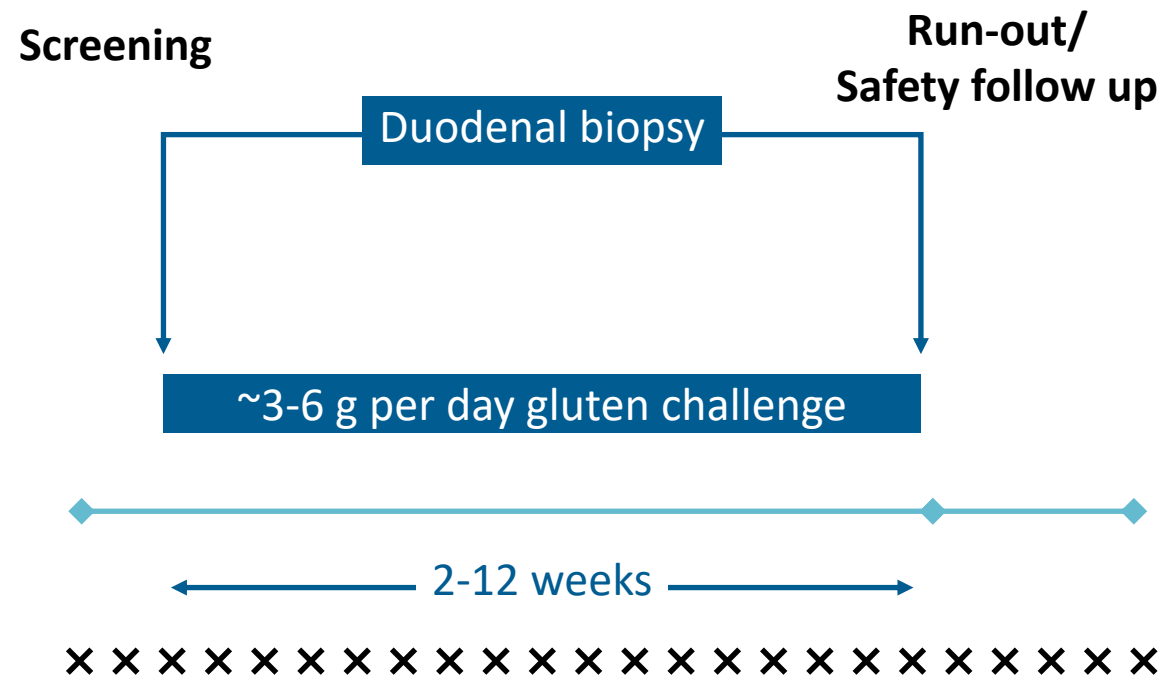 Screening
Run-out/
Safety follow up
Duodenal biopsy
~3-6 g per day gluten challenge
2-12 weeks